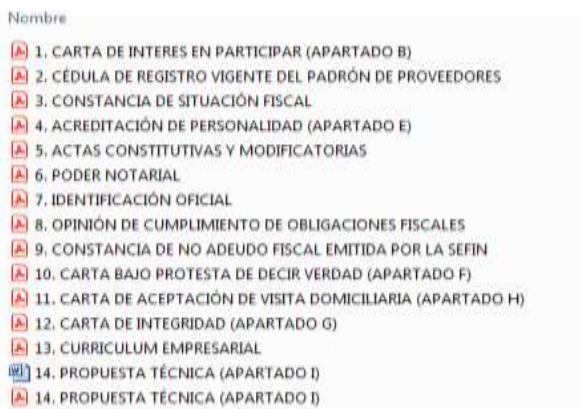 Nombre
1. CARTA DE INTERES EN PARTICIPAR (APARTADO B)
2. CÉDULA DE REGISTRO VIGENTE DEL PADRÓN DE PROVEEDORES
3. CONSTANCIA DE SITUACIÓN FISCAL
4. ACREDITACIÓN DE PERSONALIDAD (APARTADO E)
5. ACTAS CONSTITUTIVAS Y MODIFICATORIAS
6. PODER NOTARIAL
7. IDENTIFICACIÓN OFICIAL
8. OPINIÓN DE CUMPLIMIENTO DE OBLIGACIONES FISCALES
9. CONSTANCIA DE NO ADEUDO FISCAL EMITIDA POR LA SEFIN
10. CARTA BAJO PROTESTA DE DECIR VERDAD (APARTADO F)
11. CARTA DE ACEPTACIÓN DE VISITA DOMICILIARIA (APARTADO H)
12. CARTA DE INTEGRIDAD (APARTADO G)
13. CURRICULUM EMPRESARIAL
14. PROPUESTA TÉCNICA (APARTADO I)
14. PROPUESTA TÉCNICA (APARTADO I)